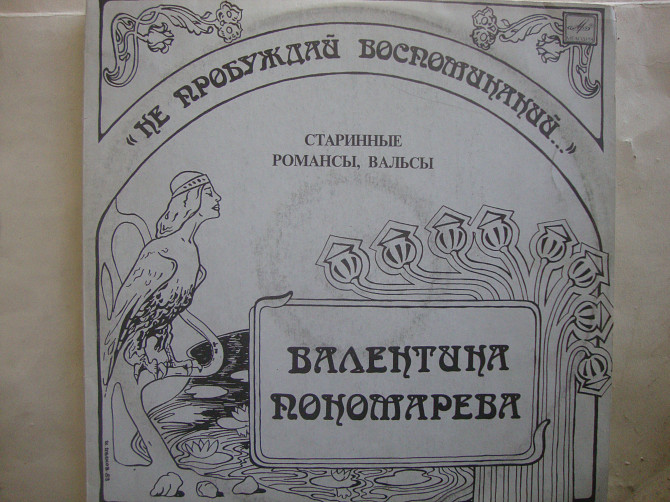 «НЕ ПРОБУЖДАЙ ВОСПОМИНАНИЙ...»
СТАРИННЫЕ
РОМАНСЫ, ВАЛЬСЫ
ВАЛЕНТИНА
ПОНОМАРЕВА